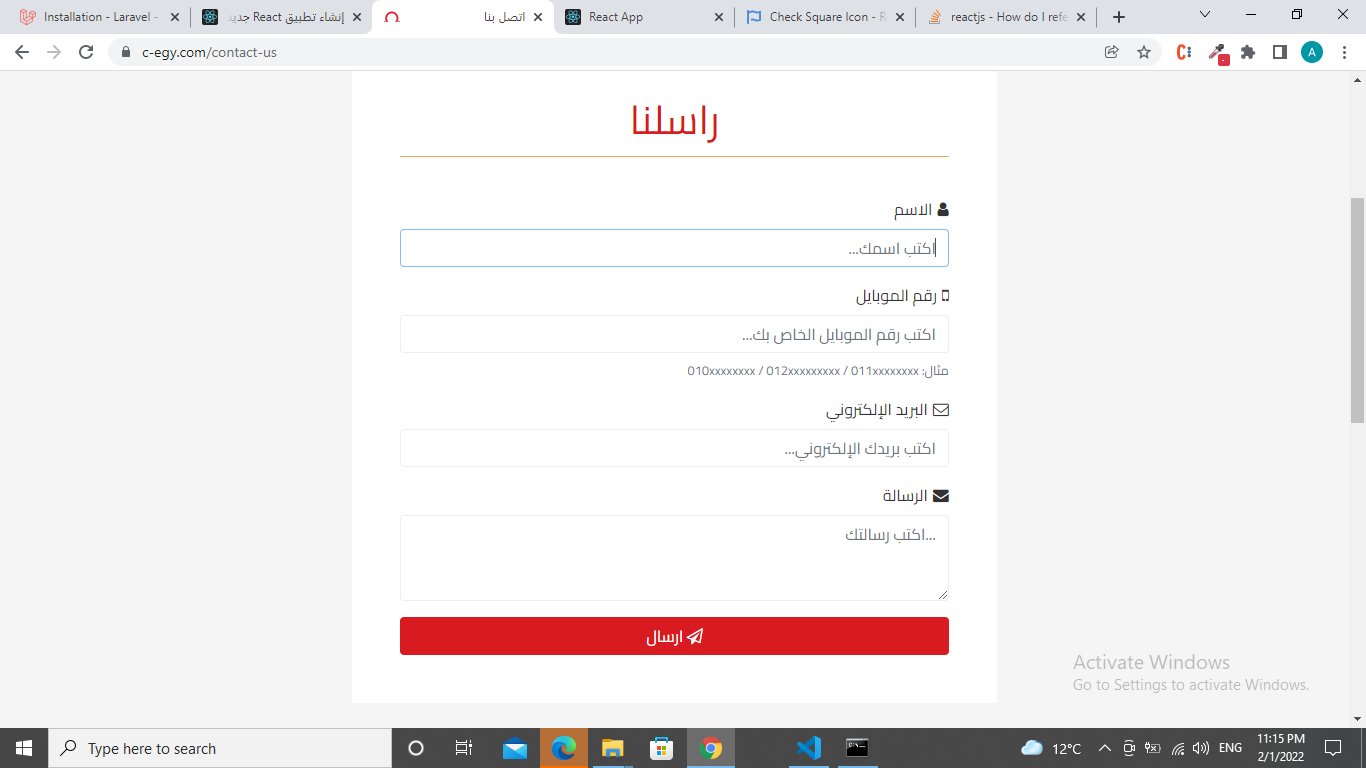 Installation - Laravel -
إنشاء تطبيق React جديد
اتصل بنا
React App
Check Square Icon - R
reactjs - How do I refe
c-egy.com/contact-us
A
راسلنا
الاسم
اكتب اسمك...
رقم الموبايل
اكتب رقم الموبايل الخاص بك...
مثال: 010xxxxxxxx / 012xxxxxxxxx / 011xxxxxxxx
البريد الإلكتروني
اكتب بريدك الإلكتروني...
الرسالة
...اكتب رسالتك
ارسال
Activate Windows
Go to Settings to activate Windows.
Type here to search
12°C
ENG
11:15 PM
2/1/2022